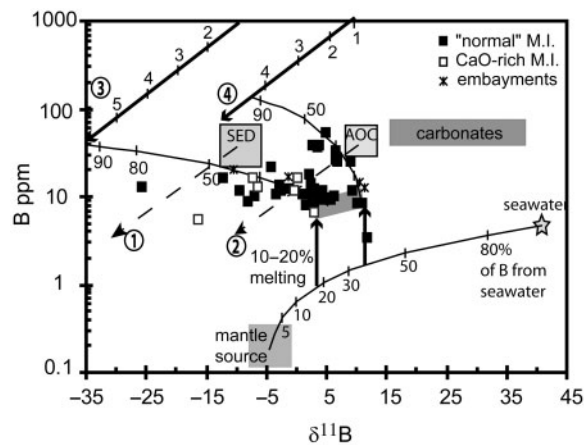 1000
100
10
1
0.1
B ppm
−35
−25
−15
−5
5
15
25
35
45
δ11B
"normal" M.I.
CaO-rich M.I.
embayments
2
3
4
5
③
1
2
3
4
④
90
50
90
80
50
SED
AOC
carbonates
①
②
10–20%
melting
seawater
80%
of B from
seawater
50
30
20
10
5
mantle
source